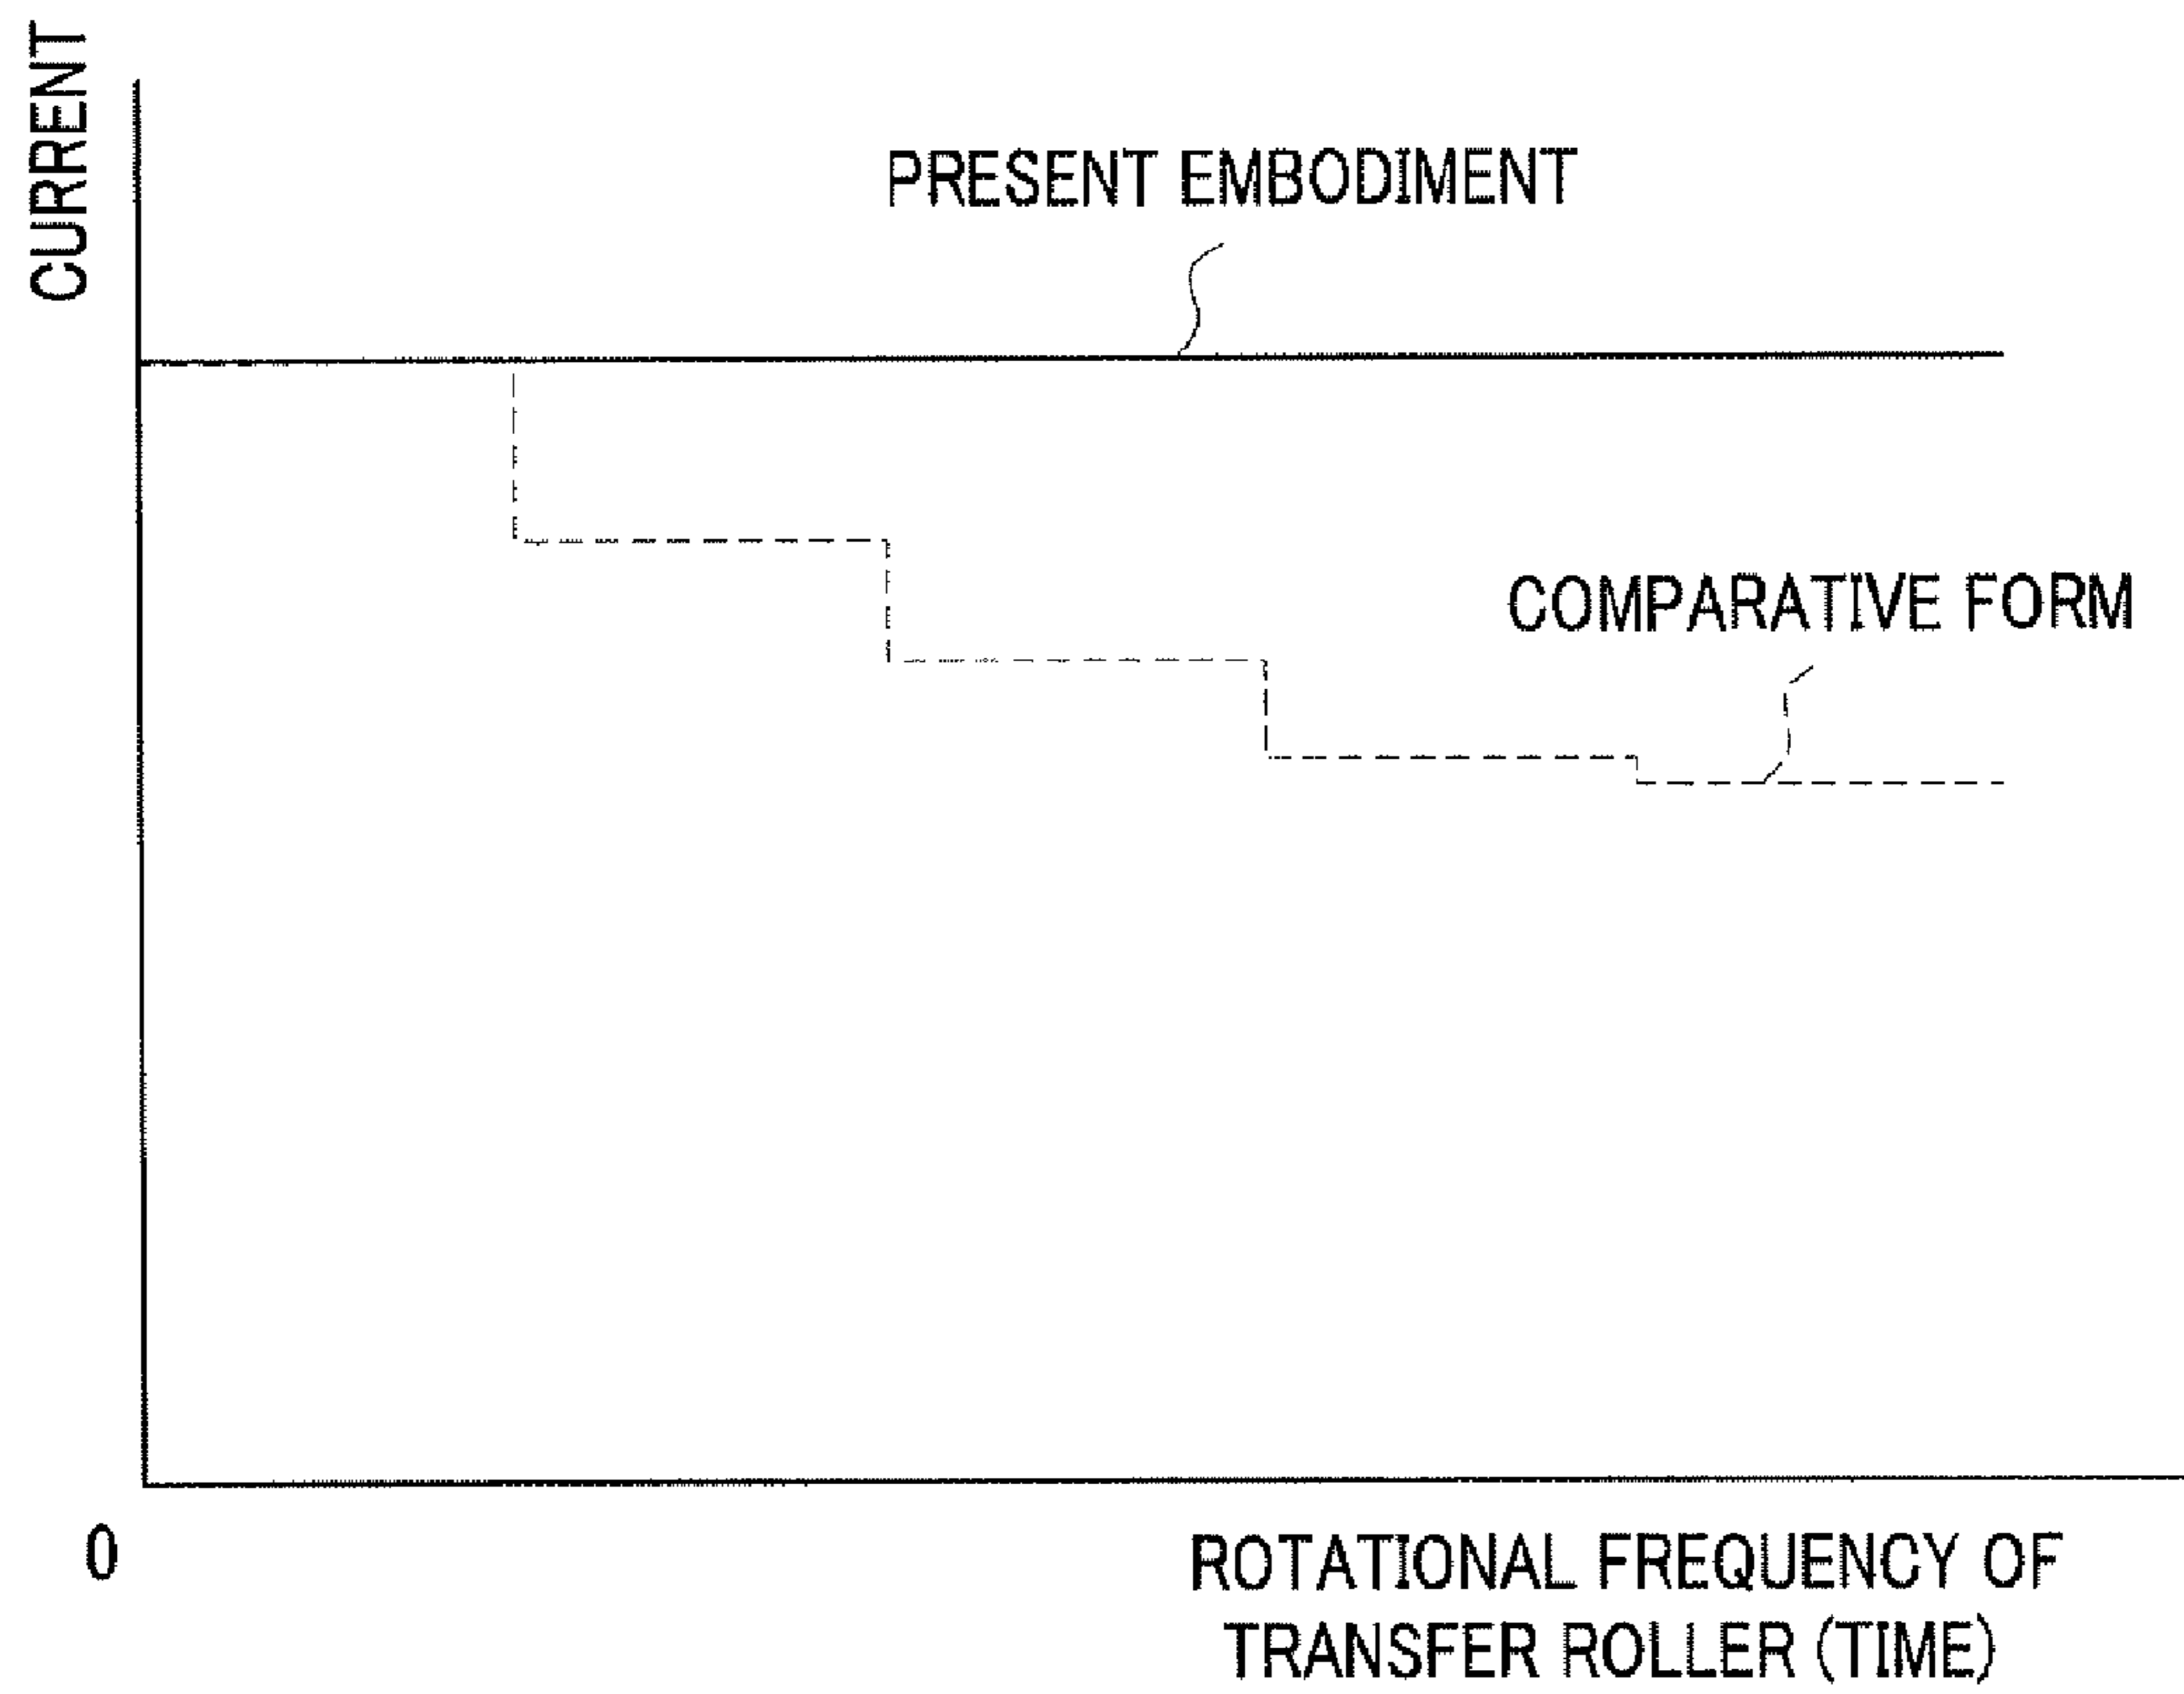 CURRENT
PRESENT EMBODIMENT
COMPARATIVE FORM
0
ROTATIONAL FREQUENCY OF
TRANSFER ROLLER (TIME)